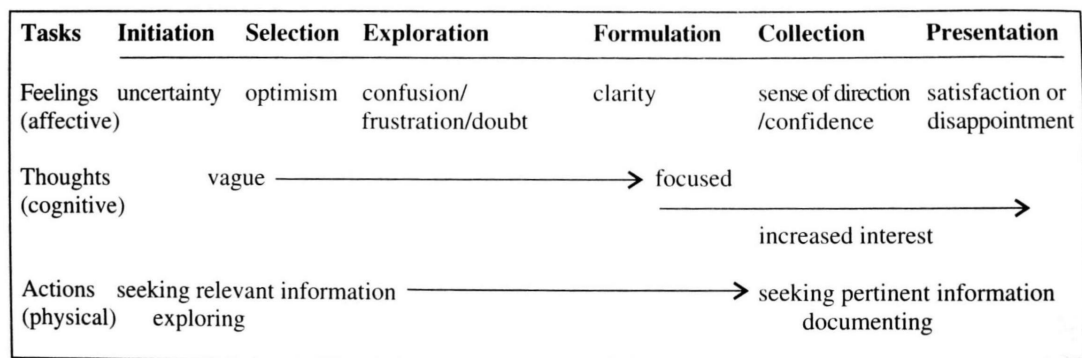 Tasks Initiation Selection Exploration Formulation Collection Presentation
Feelings uncertainty optimism confusion/ clarity sense of direction satisfaction or
(affective) frustration/doubt /confidence disappointment
Thoughts vague focused
(cognitive)
increased interest
Actions seeking relevant information seeking pertinent information
(physical) exploring documenting